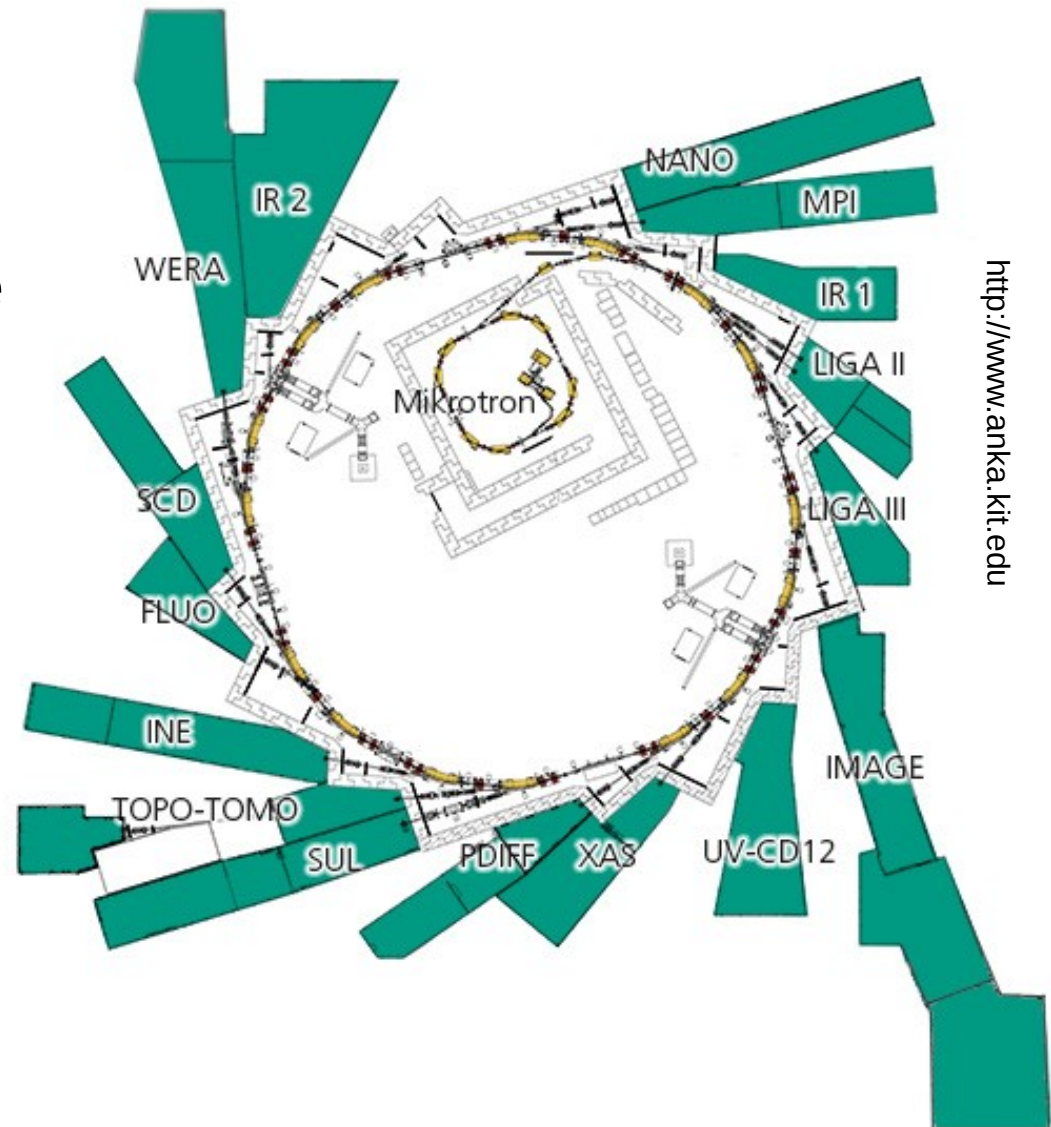 NANO
MPI
IR 2
WERA
IR 1
LIGA II
Mikrotron
SCD
LIGA III
FLUO
INE
IMAGE
TOPO-TOMO
SUL
PDIFF
XAS
UV-CD12
http://www.anka.kit.edu